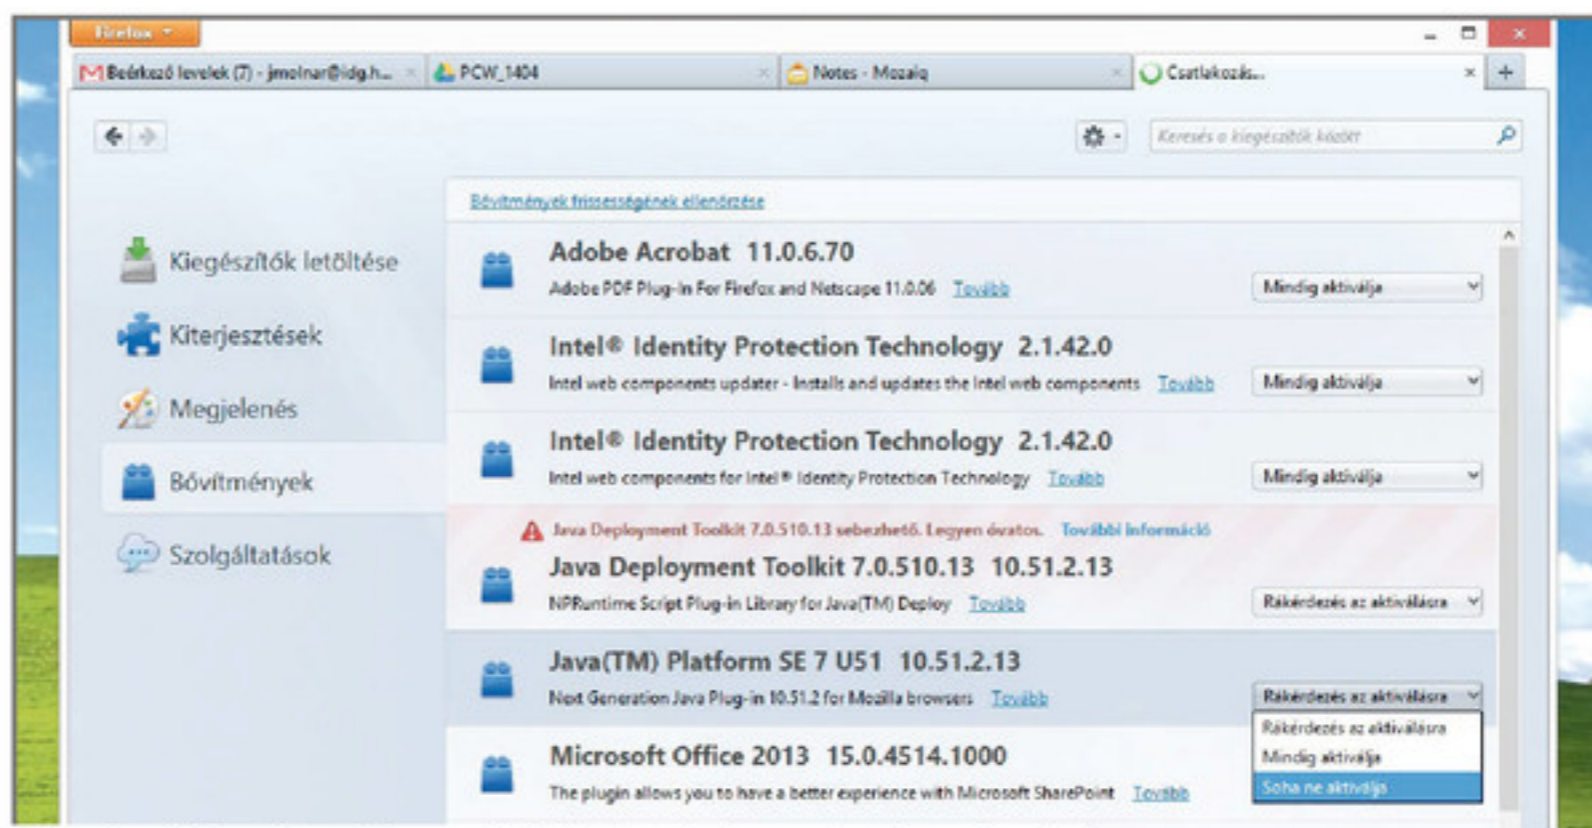 Firefox
Beérkező levelek (7) - jmolnar@idg.h...
PCW_1404
Notes - Mozaiq
Csatlakozás...
Keresés a kiegészítők között
Bővítmények frissességének ellenőrzése
Kiegészítők letöltése
Kiterjesztések
Megjelenés
Bővítmények
Szolgáltatások
Adobe Acrobat 11.0.6.70
Adobe PDF Plug-In For Firefox and Netscape 11.0.06 Tovább
Mindig aktiválja
Intel® Identity Protection Technology 2.1.42.0
Intel web components updater - Installs and updates the Intel web components Tovább
Mindig aktiválja
Intel® Identity Protection Technology 2.1.42.0
Intel web components for Intel® Identity Protection Technology Tovább
Mindig aktiválja
Java Deployment Toolkit 7.0.510.13 sebezhető. Legyen óvatos. További információ
Java Deployment Toolkit 7.0.510.13 10.51.2.13
NPRuntime Script Plug-in Library for Java(TM) Deploy Tovább
Rákérdezés az aktiválásra
Java(TM) Platform SE 7 U51 10.51.2.13
Next Generation Java Plug-in 10.51.2 for Mozilla browsers Tovább
Rákérdezés az aktiválásra
Rákérdezés az aktiválásra
Mindig aktiválja
Soha ne aktiválja
Microsoft Office 2013 15.0.4514.1000
The plugin allows you to have a better experience with Microsoft SharePoint Tovább